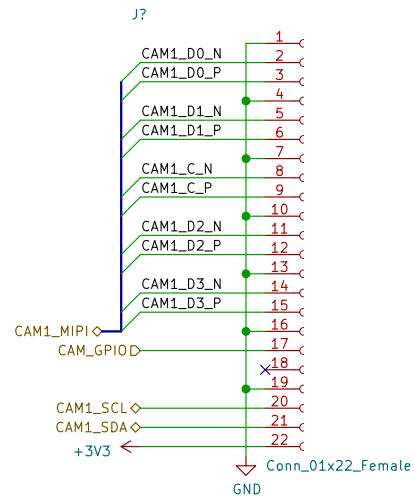 J?
1
CAM1_D0_N 2
CAM1_D0_P 3
4
CAM1_D1_N 5
CAM1_D1_P 6
7
CAM1_C_N 8
CAM1_C_P 9
10
CAM1_D2_N 11
CAM1_D2_P 12
13
CAM1_D3_N 14
CAM1_D3_P 15
CAM1_MIPI 16
CAM_GPIO 17
18
19
CAM1_SCL 20
CAM1_SDA 21
+3V3 22
Conn_01x22_Female
GND